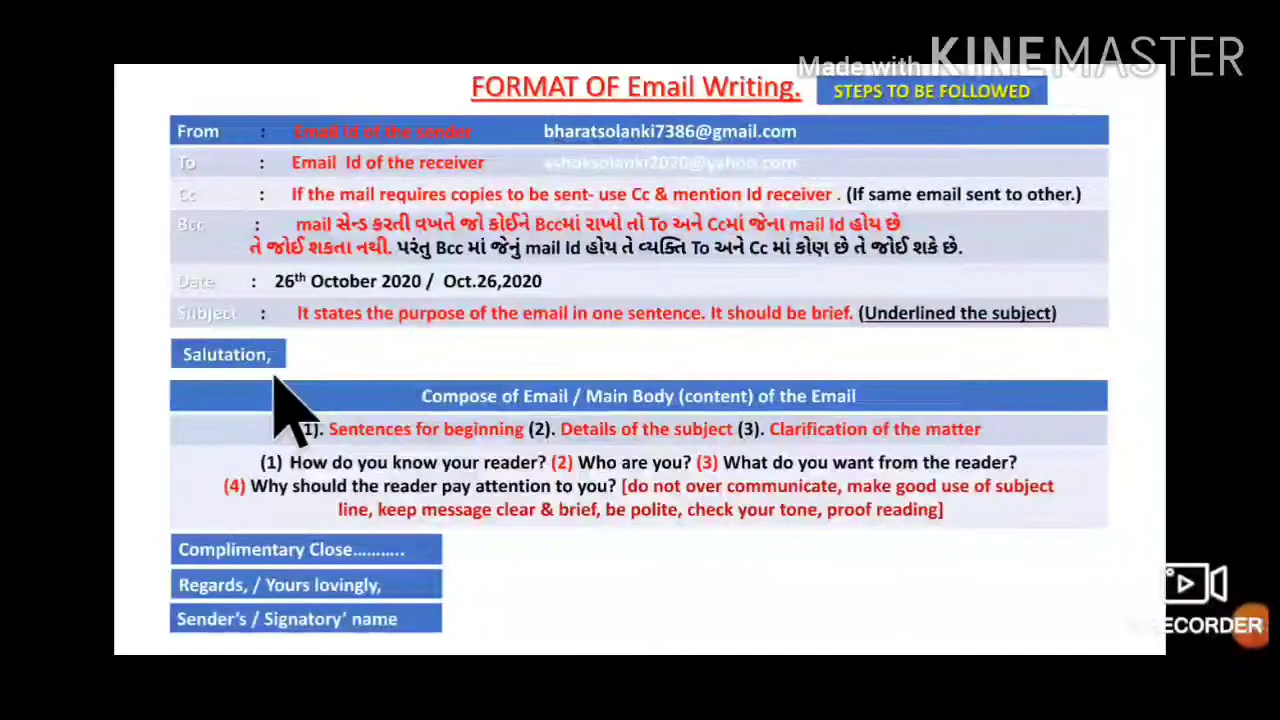 Made with KINEMASTER
FORMAT OF Email Writing.
STEPS TO BE FOLLOWED
From : Email Id of the sender bharatsolanki7386@gmail.com
To : Email Id of the receiver ashoksolanki2020@yahoo.com
Cc : If the mail requires copies to be sent- use Cc & mention Id receiver . (If same email sent to other.)
Bcc : mail સેન્ડ કરતી વખતે જો કોઈને Bccમાં રાખો તો To અને Ccમાં જેના mail Id હોય છે
તે જોઈ શકતા નથી. પરંતુ Bcc માં જેનું mail Id હોય તે વ્યક્તિ To અને Cc માં કોણ છે તે જોઈ શકે છે.
Date : 26th October 2020 / Oct.26,2020
Subject : It states the purpose of the email in one sentence. It should be brief. (Underlined the subject)
Salutation,
Compose of Email / Main Body (content) of the Email
1). Sentences for beginning (2). Details of the subject (3). Clarification of the matter
(1) How do you know your reader? (2) Who are you? (3) What do you want from the reader?
(4) Why should the reader pay attention to you? [do not over communicate, make good use of subject
line, keep message clear & brief, be polite, check your tone, proof reading]
Complimentary Close………..
Regards, / Yours lovingly,
Sender's / Signatory' name
ECORDER